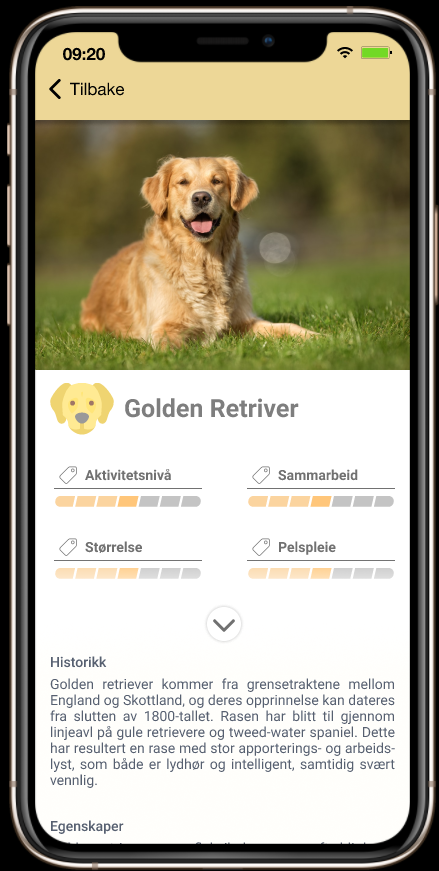 09:20
Tilbake
Golden Retriver
Aktivitetsnivå
Sammarbeid
Størrelse
Pelspleie
Historikk
Golden retriever kommer fra grensetraktene mellom
England og Skottland, og deres opprinnelse kan dateres
fra slutten av 1800-tallet. Rasen har blitt til gjennom
linjeavl på gule retrievere og tweed-water spaniel. Dette
har resultert en rase med stor apporterings- og arbeids-
lyst, som både er lydhør og intelligent, samtidig svært
vennlig.
Egenskaper